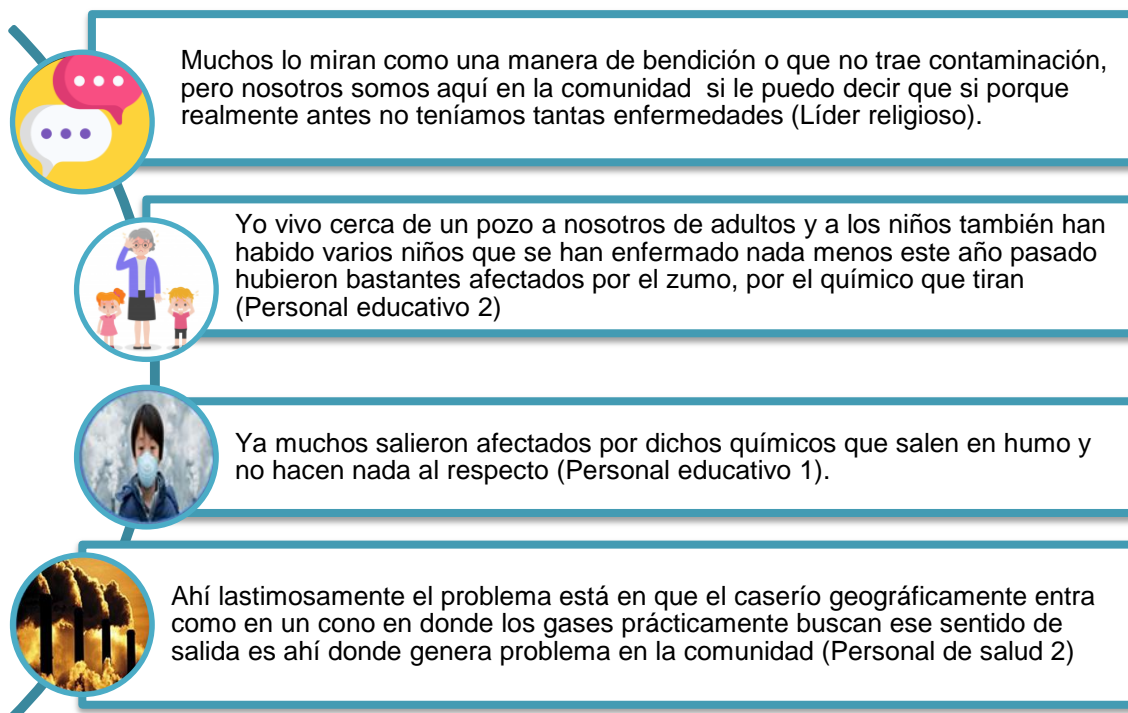 Muchos lo miran como una manera de bendición o que no trae contaminación,
pero nosotros somos aquí en la comunidad  si le puedo decir que si porque
realmente antes no teníamos tantas enfermedades (Líder religioso).
Yo vivo cerca de un pozo a nosotros de adultos y a los niños también han
habido varios niños que se han enfermado nada menos este año pasado
hubieron bastantes afectados por el zumo, por el químico que tiran
(Personal educativo 2)
Ya muchos salieron afectados por dichos químicos que salen en humo y
no hacen nada al respecto (Personal educativo 1).
Ahí lastimosamente el problema está en que el caserío geográficamente entra
como en un cono en donde los gases prácticamente buscan ese sentido de
salida es ahí donde genera problema en la comunidad (Personal de salud 2)